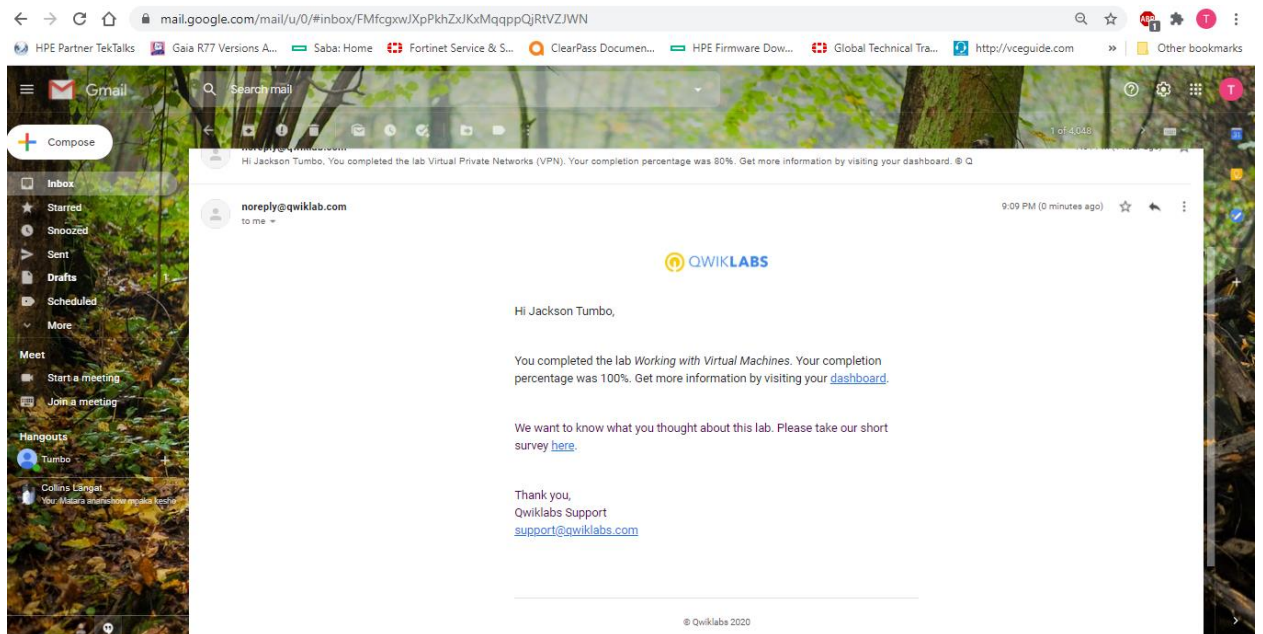 mail.google.com/mail/u/0/#inbox/FMfcgxwJXpPkhZxJKxMqqppQjRtVZJWN
ABP 1 T
HPE Partner TekTalks Gaia R77 Versions A... Saba: Home Fortinet Service & S... ClearPass Documen... HPE Firmware Dow... Global Technical Tra... http://vceguide.com » Other bookmarks
Gmail Search mail T
Compose 1 of 4,048 31
noreply@qwiklab.com
Hi Jackson Tumbo, You completed the lab Virtual Private Networks (VPN). Your completion percentage was 80%. Get more information by visiting your dashboard. © Q
Inbox
Starred
Snoozed
Sent
Drafts 1
Scheduled
More
Meet
Start a meeting
Join a meeting
Hangouts
Tumbo
Collins Langat
You: Matara ananishow mpaka kesho
noreply@qwiklab.com 9:09 PM (0 minutes ago)
to me
QWIKLABS
Hi Jackson Tumbo,
You completed the lab Working with Virtual Machines. Your completion
percentage was 100%. Get more information by visiting your dashboard.
We want to know what you thought about this lab. Please take our short
survey here.
Thank you,
Qwiklabs Support
support@qwiklabs.com
© Qwiklabs 2020